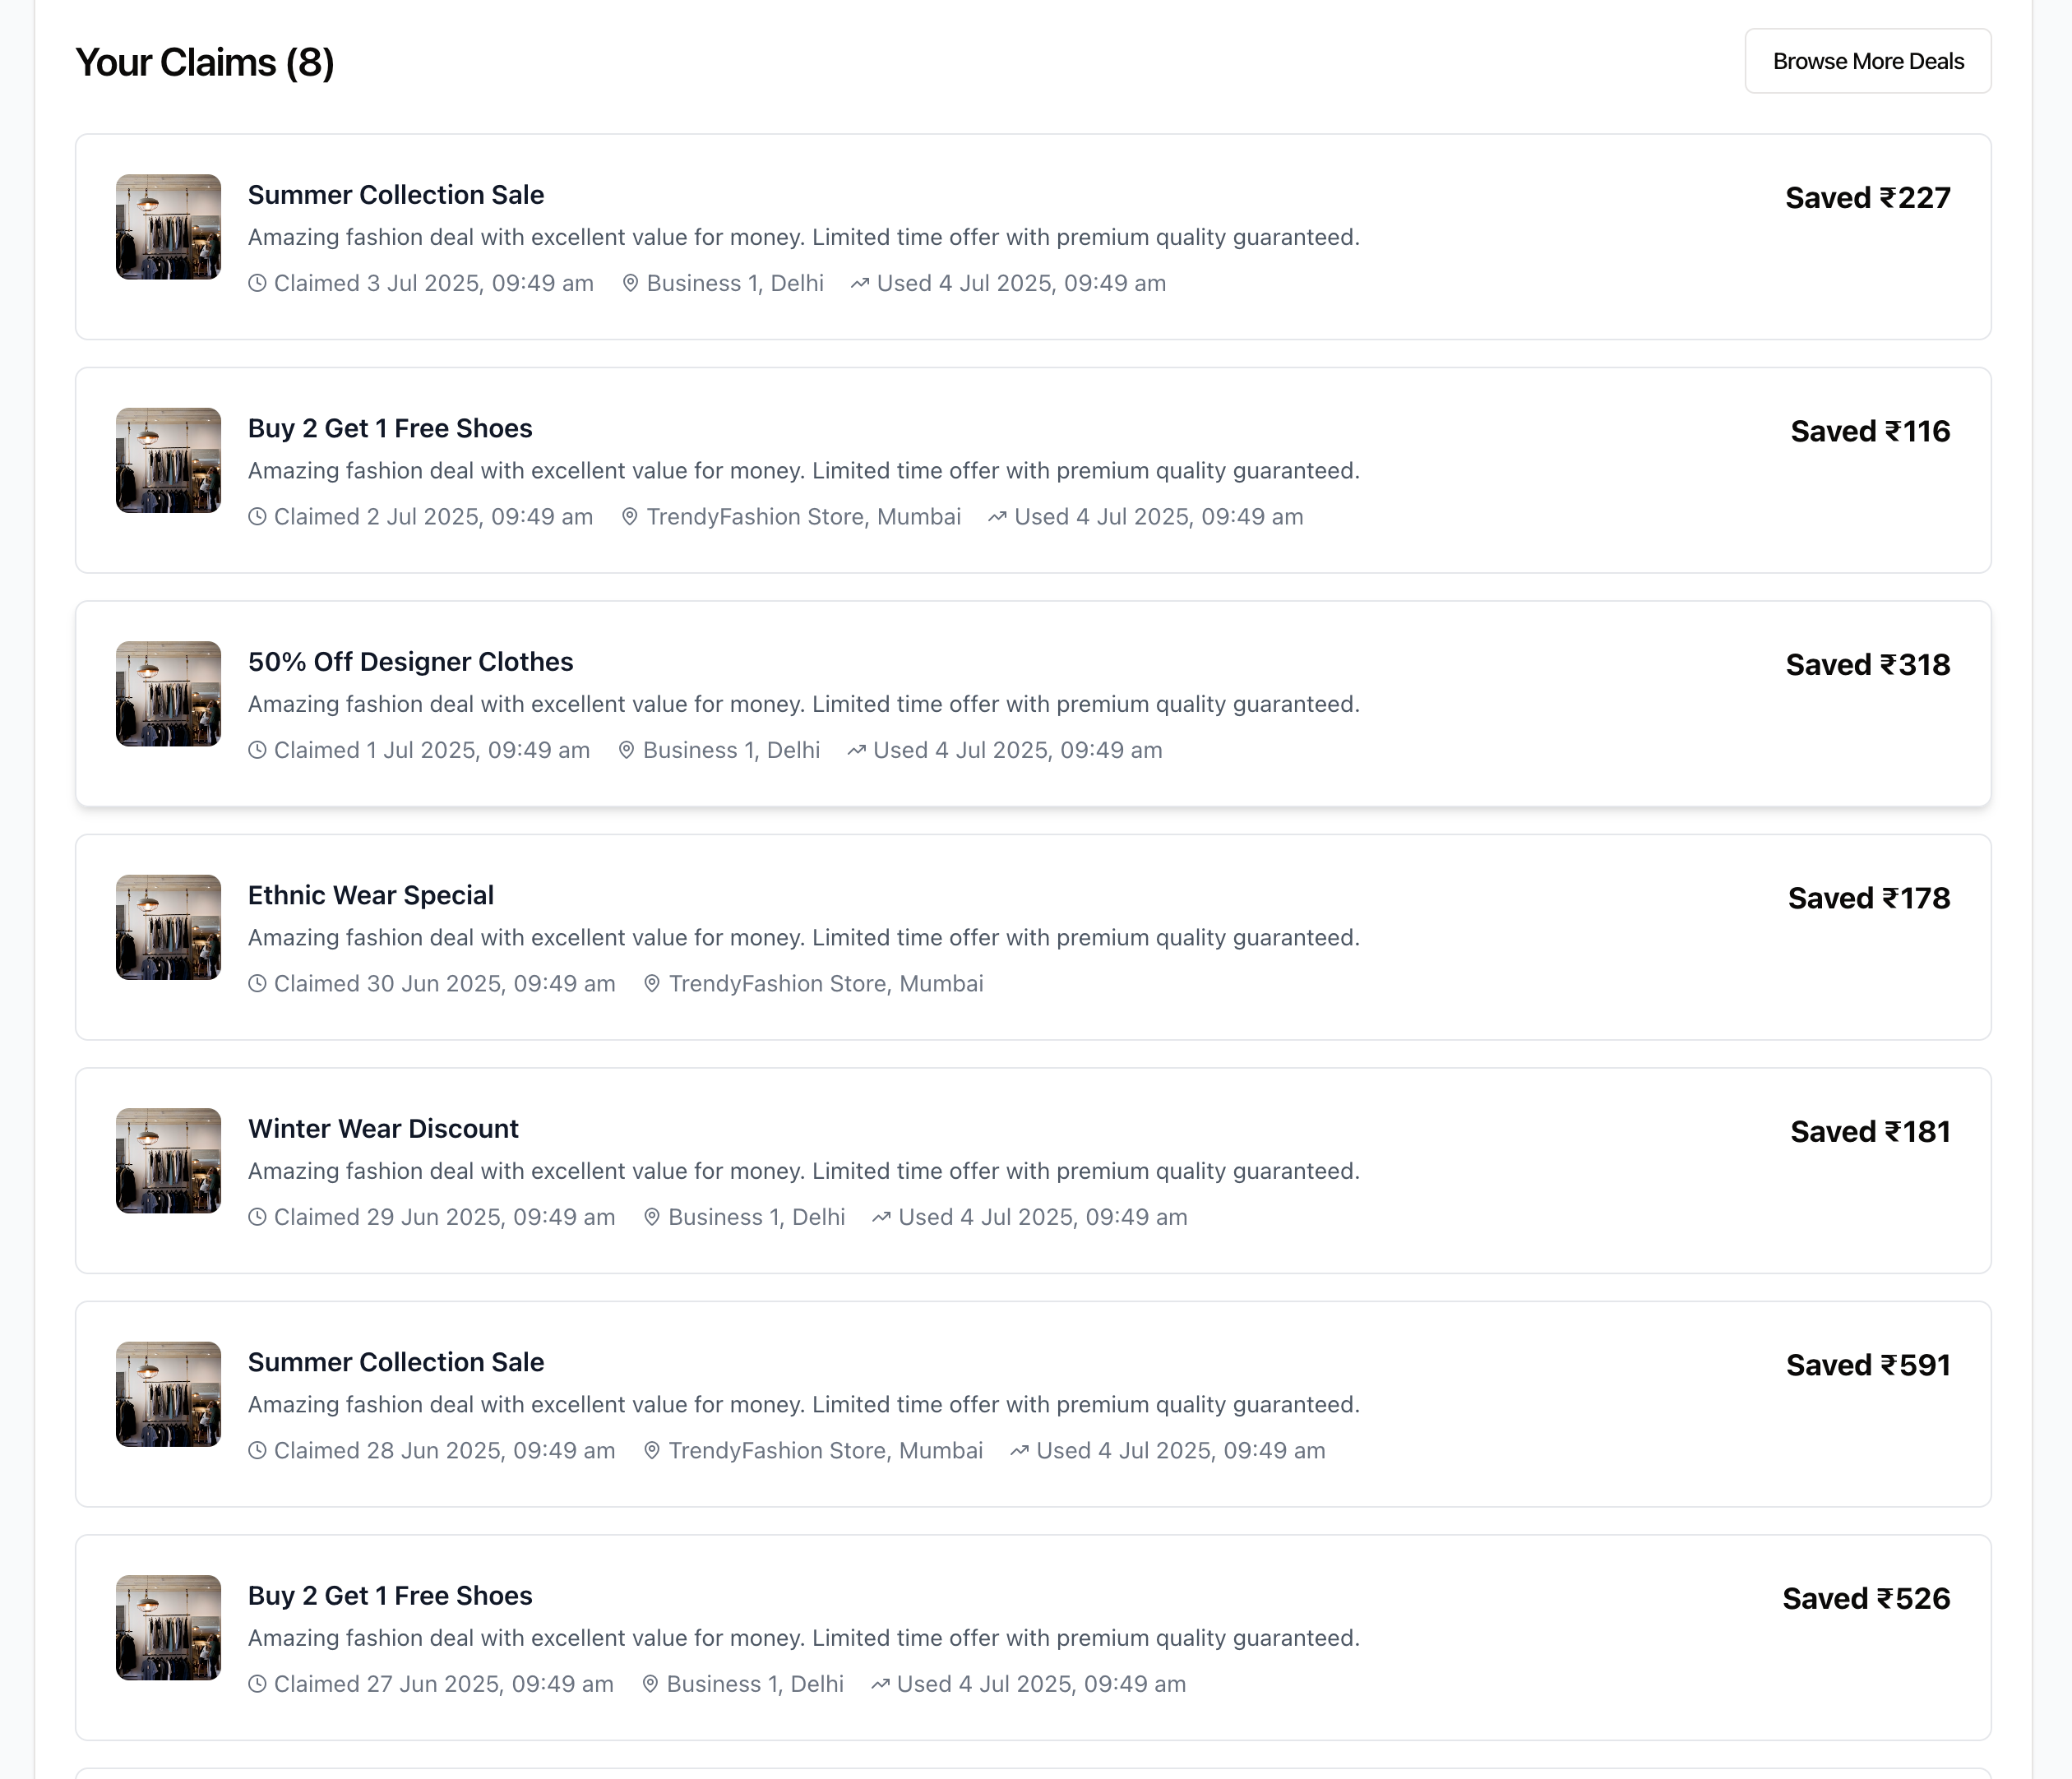 Your Claims (8)
Browse More Deals
Summer Collection Sale
Saved ₹227
Amazing fashion deal with excellent value for money. Limited time offer with premium quality guaranteed.
Claimed 3 Jul 2025, 09:49 am Business 1, Delhi Used 4 Jul 2025, 09:49 am
Buy 2 Get 1 Free Shoes
Saved ₹116
Amazing fashion deal with excellent value for money. Limited time offer with premium quality guaranteed.
Claimed 2 Jul 2025, 09:49 am TrendyFashion Store, Mumbai Used 4 Jul 2025, 09:49 am
50% Off Designer Clothes
Saved ₹318
Amazing fashion deal with excellent value for money. Limited time offer with premium quality guaranteed.
Claimed 1 Jul 2025, 09:49 am Business 1, Delhi Used 4 Jul 2025, 09:49 am
Ethnic Wear Special
Saved ₹178
Amazing fashion deal with excellent value for money. Limited time offer with premium quality guaranteed.
Claimed 30 Jun 2025, 09:49 am TrendyFashion Store, Mumbai
Winter Wear Discount
Saved ₹181
Amazing fashion deal with excellent value for money. Limited time offer with premium quality guaranteed.
Claimed 29 Jun 2025, 09:49 am Business 1, Delhi Used 4 Jul 2025, 09:49 am
Summer Collection Sale
Saved ₹591
Amazing fashion deal with excellent value for money. Limited time offer with premium quality guaranteed.
Claimed 28 Jun 2025, 09:49 am TrendyFashion Store, Mumbai Used 4 Jul 2025, 09:49 am
Buy 2 Get 1 Free Shoes
Saved ₹526
Amazing fashion deal with excellent value for money. Limited time offer with premium quality guaranteed.
Claimed 27 Jun 2025, 09:49 am Business 1, Delhi Used 4 Jul 2025, 09:49 am